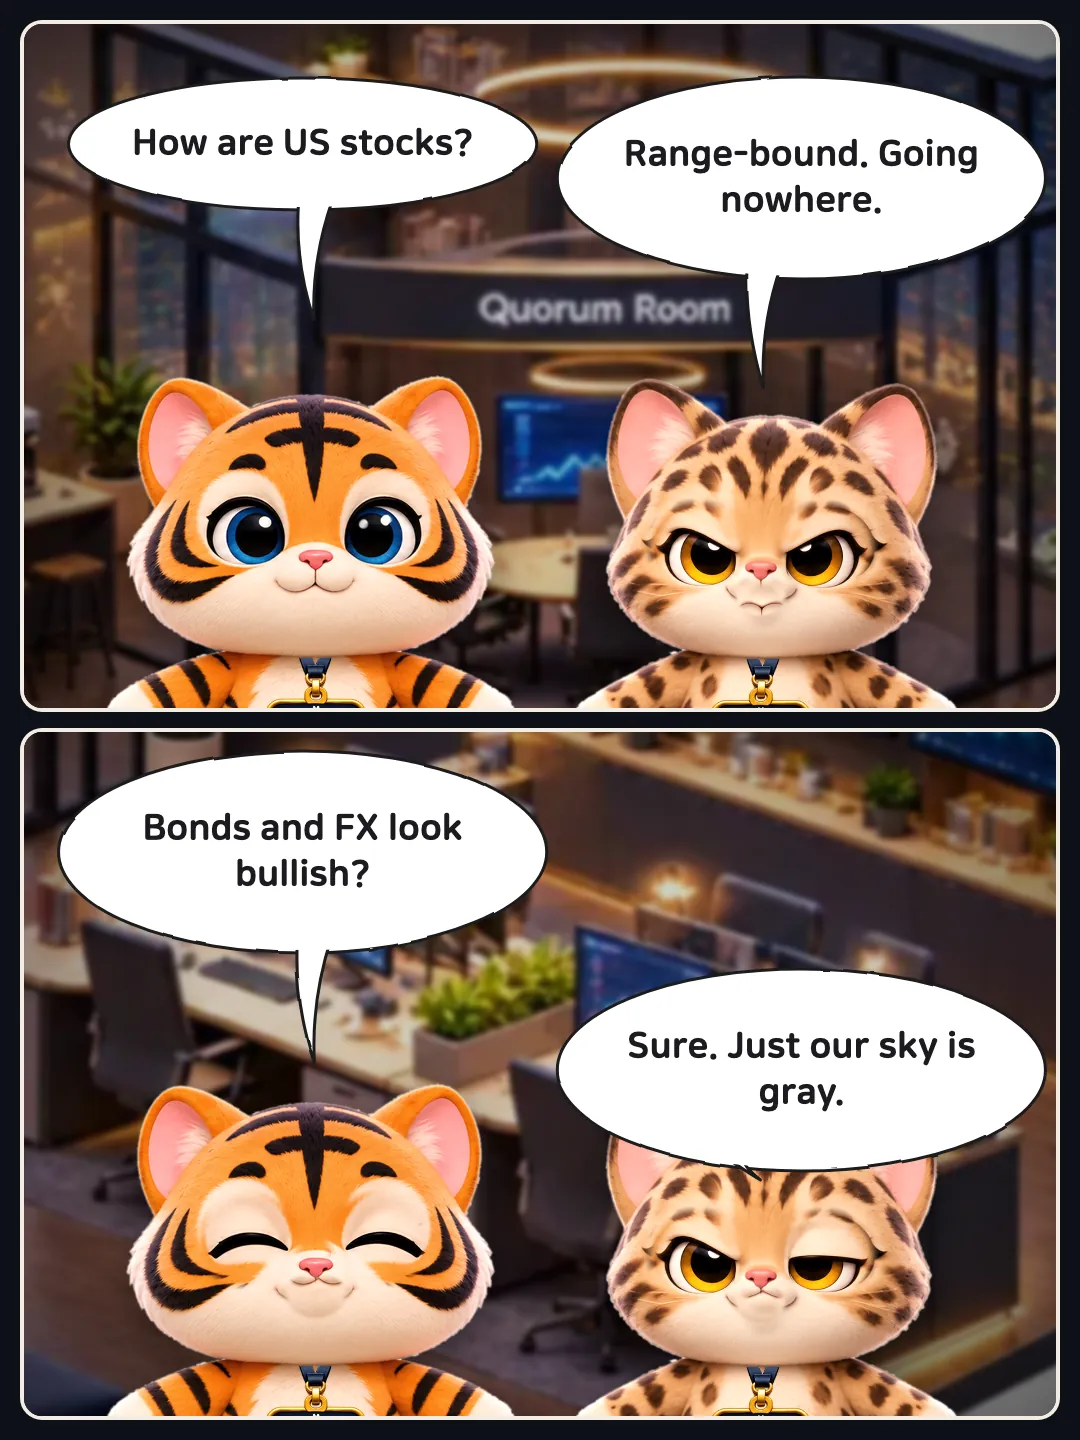 How are US stocks?
Range-bound. Going
nowhere.
Quorum Room
Bonds and FX look
bullish?
Sure. Just our sky is
gray.